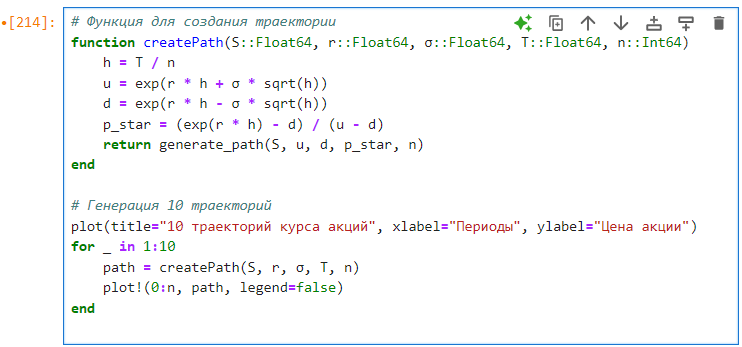 [214]:
# Функция для создания траектории
function createPath(S::Float64, r::Float64, σ::Float64, T::Float64, n::Int64)
    h = T / n
    u = exp(r * h + σ * sqrt(h))
    d = exp(r * h - σ * sqrt(h))
    p_star = (exp(r * h) - d) / (u - d)
    return generate_path(S, u, d, p_star, n)
end

# Генерация 10 траекторий
plot(title="10 траекторий курса акций", xlabel="Периоды", ylabel="Цена акции")
for _ in 1:10
    path = createPath(S, r, σ, T, n)
    plot!(0:n, path, legend=false)
end